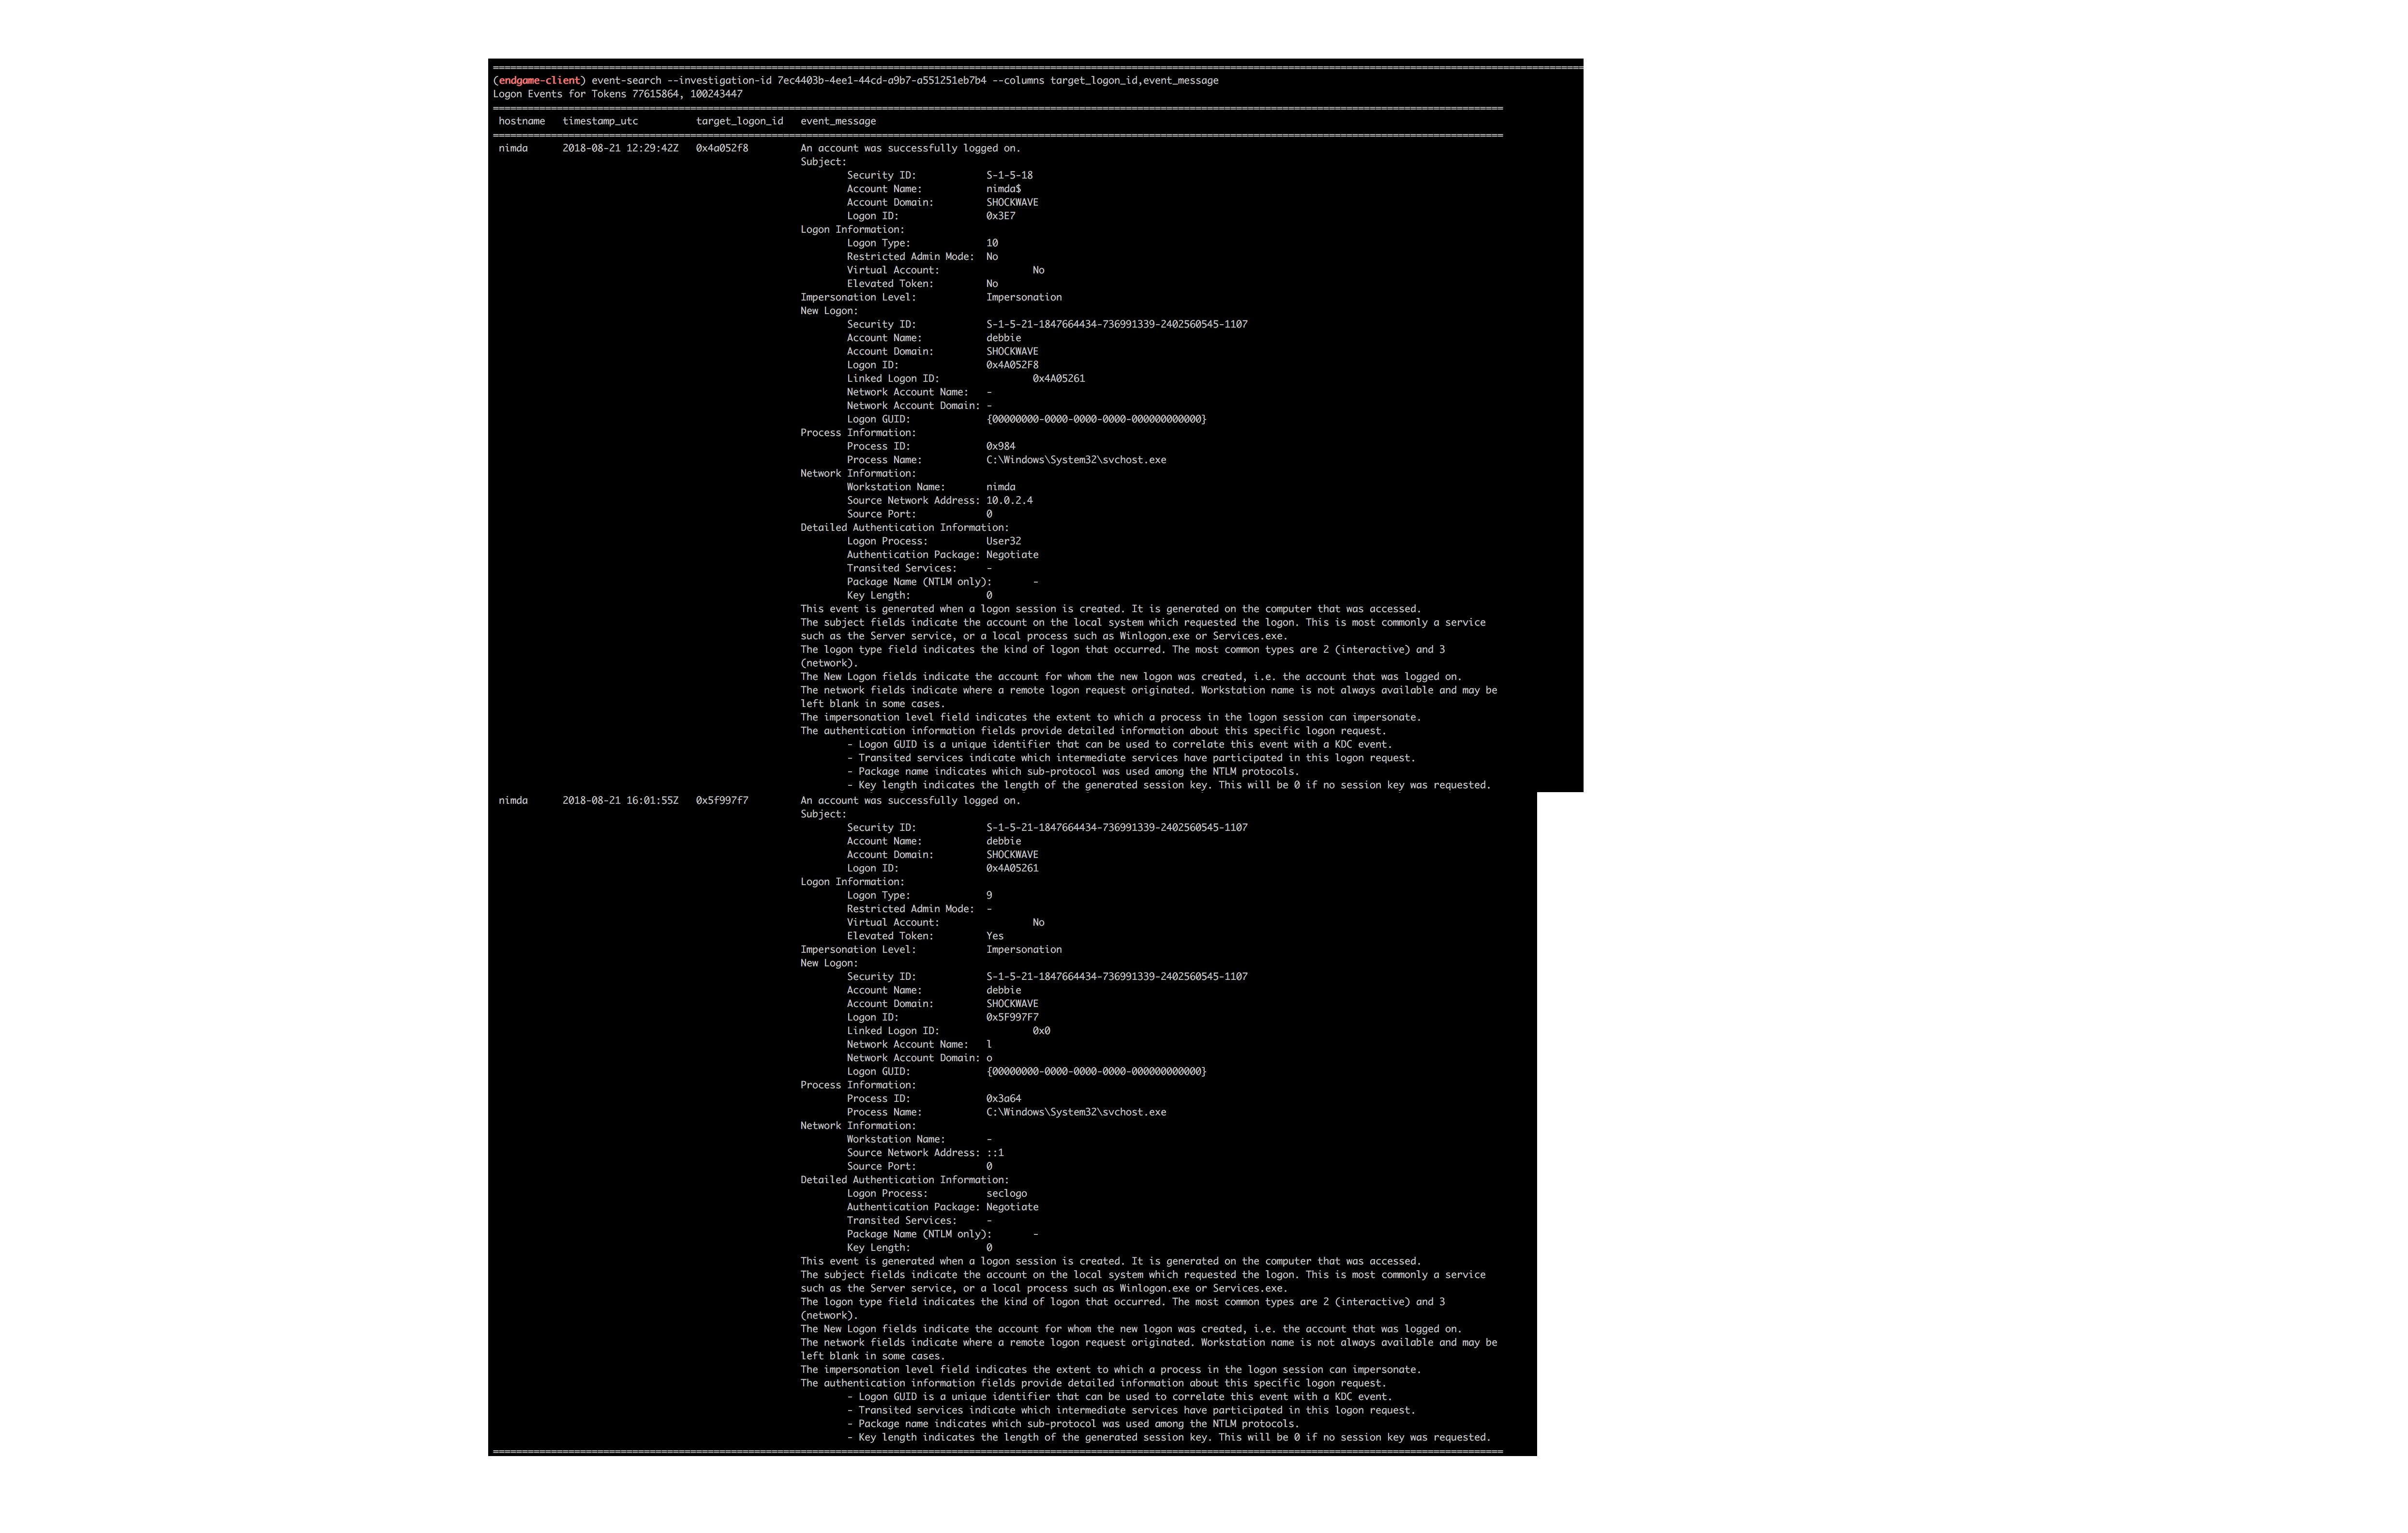 (endgame-client) event-search --investigation-id 7ec4403b-4ee1-44cd-a9b7-a551251eb7b4 --columns target_logon_id,event_message
Logon Events for Tokens 77615864, 100243447
hostname timestamp_utc target_logon_id event_message
nimda 2018-08-21 12:29:42Z 0x4a052f8 An account was successfully logged on.
Subject:
Security ID: S-1-5-18
Account Name: nimda$
Account Domain: SHOCKWAVE
Logon ID: 0x3E7
Logon Information:
Logon Type: 10
Restricted Admin Mode: No
Virtual Account: No
Elevated Token: No
Impersonation Level: Impersonation
New Logon:
Security ID: S-1-5-21-1847664434-736991339-2402560545-1107
Account Name: debbie
Account Domain: SHOCKWAVE
Logon ID: 0x4A052F8
Linked Logon ID: 0x4A05261
Network Account Name: -
Network Account Domain: -
Logon GUID: {00000000-0000-0000-0000-000000000000}
Process Information:
Process ID: 0x984
Process Name: C:\Windows\System32\svchost.exe
Network Information:
Workstation Name: nimda
Source Network Address: 10.0.2.4
Source Port: 0
Detailed Authentication Information:
Logon Process: User32
Authentication Package: Negotiate
Transited Services: -
Package Name (NTLM only): -
Key Length: 0
This event is generated when a logon session is created. It is generated on the computer that was accessed.
The subject fields indicate the account on the local system which requested the logon. This is most commonly a service
such as the Server service, or a local process such as Winlogon.exe or Services.exe.
The logon type field indicates the kind of logon that occurred. The most common types are 2 (interactive) and 3
(network).
The New Logon fields indicate the account for whom the new logon was created, i.e. the account that was logged on.
The network fields indicate where a remote logon request originated. Workstation name is not always available and may be
left blank in some cases.
The impersonation level field indicates the extent to which a process in the logon session can impersonate.
The authentication information fields provide detailed information about this specific logon request.
- Logon GUID is a unique identifier that can be used to correlate this event with a KDC event.
- Transited services indicate which intermediate services have participated in this logon request.
- Package name indicates which sub-protocol was used among the NTLM protocols.
- Key length indicates the length of the generated session key. This will be 0 if no session key was requested.
nimda 2018-08-21 16:01:55Z 0x5f997f7 An account was successfully logged on.
Subject:
Security ID: S-1-5-21-1847664434-736991339-2402560545-1107
Account Name: debbie
Account Domain: SHOCKWAVE
Logon ID: 0x4A05261
Logon Information:
Logon Type: 9
Restricted Admin Mode: -
Virtual Account: No
Elevated Token: Yes
Impersonation Level: Impersonation
New Logon:
Security ID: S-1-5-21-1847664434-736991339-2402560545-1107
Account Name: debbie
Account Domain: SHOCKWAVE
Logon ID: 0x5F997F7
Linked Logon ID: 0x0
Network Account Name: l
Network Account Domain: o
Logon GUID: {00000000-0000-0000-0000-000000000000}
Process Information:
Process ID: 0x3a64
Process Name: C:\Windows\System32\svchost.exe
Network Information:
Workstation Name: -
Source Network Address: ::1
Source Port: 0
Detailed Authentication Information:
Logon Process: seclogo
Authentication Package: Negotiate
Transited Services: -
Package Name (NTLM only): -
Key Length: 0
This event is generated when a logon session is created. It is generated on the computer that was accessed.
The subject fields indicate the account on the local system which requested the logon. This is most commonly a service
such as the Server service, or a local process such as Winlogon.exe or Services.exe.
The logon type field indicates the kind of logon that occurred. The most common types are 2 (interactive) and 3
(network).
The New Logon fields indicate the account for whom the new logon was created, i.e. the account that was logged on.
The network fields indicate where a remote logon request originated. Workstation name is not always available and may be
left blank in some cases.
The impersonation level field indicates the extent to which a process in the logon session can impersonate.
The authentication information fields provide detailed information about this specific logon request.
- Logon GUID is a unique identifier that can be used to correlate this event with a KDC event.
- Transited services indicate which intermediate services have participated in this logon request.
- Package name indicates which sub-protocol was used among the NTLM protocols.
- Key length indicates the length of the generated session key. This will be 0 if no session key was requested.